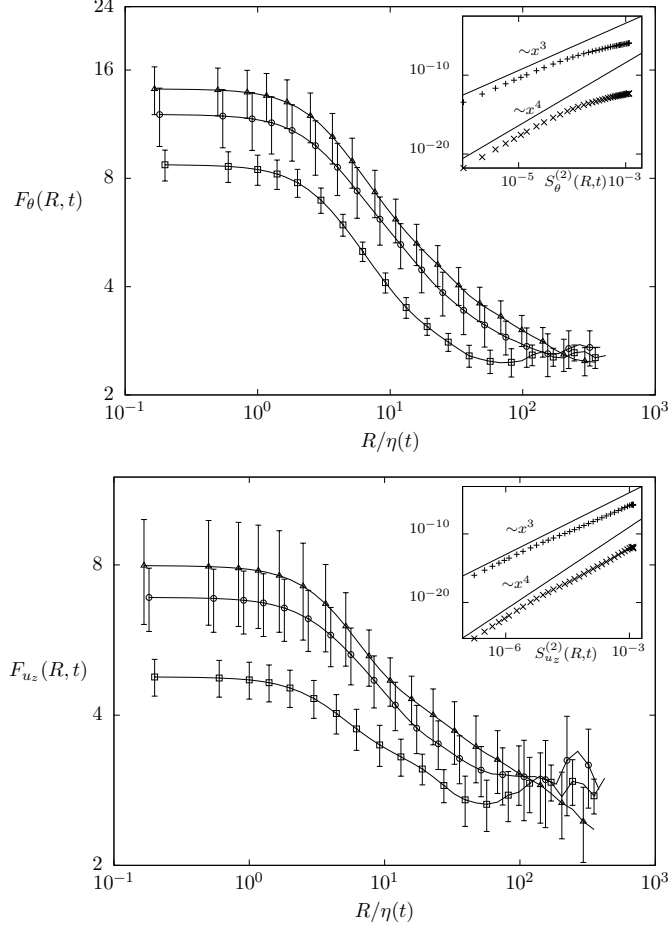 24
16
8
4
2
F_θ(R, t)
10^−1
10^0
10^1
10^2
10^3
R/η(t)
∼x^3
∼x^4
10^−10
10^−20
10^−5
S_θ^(2)(R,t)
10^−3
8
4
2
F_{u_z}(R, t)
10^−1
10^0
10^1
10^2
10^3
R/η(t)
∼x^3
∼x^4
10^−10
10^−20
10^−6
S_{u_z}^(2)(R,t)
10^−3